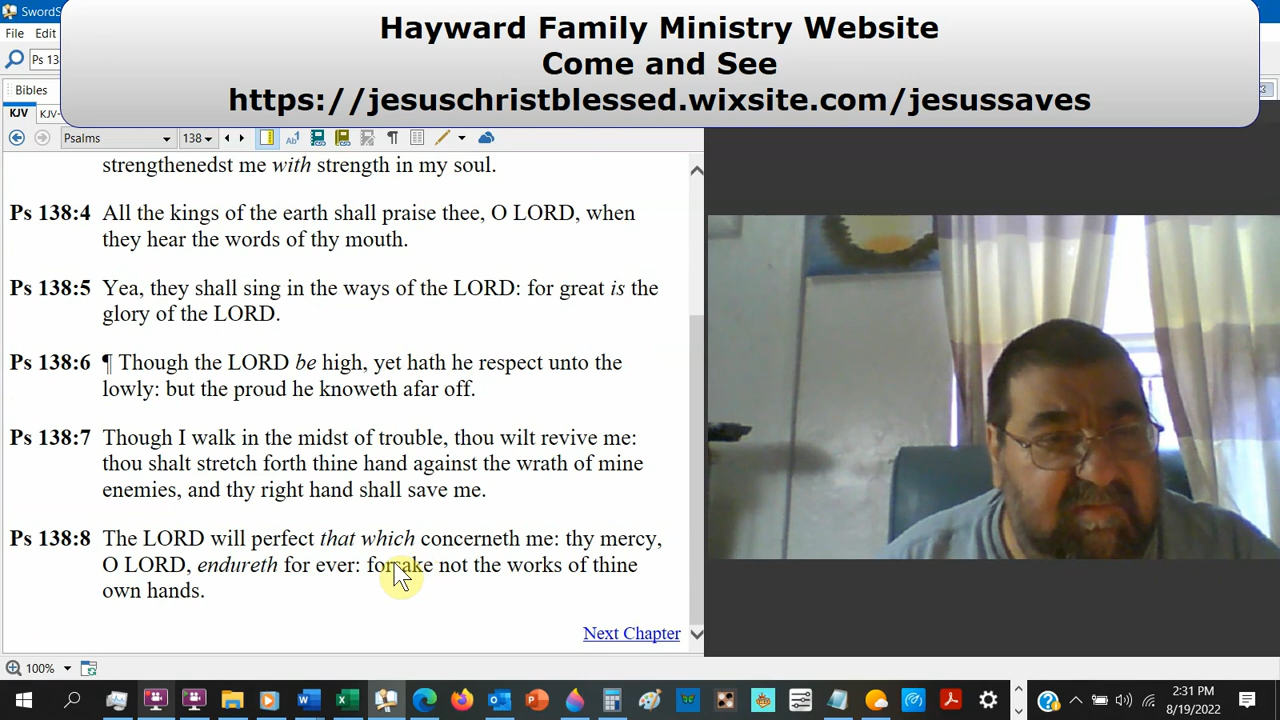 SwordS
Hayward Family Ministry Website
Come and See
https://jesuschristblessed.wixsite.com/jesussaves
File Edit
Ps 13
Bibles
KJV KJV-
Psalms 138
strengthenedst me with strength in my soul.
Ps 138:4 All the kings of the earth shall praise thee, O LORD, when
they hear the words of thy mouth.
Ps 138:5 Yea, they shall sing in the ways of the LORD: for great is the
glory of the LORD.
Ps 138:6 ¶ Though the LORD be high, yet hath he respect unto the
lowly: but the proud he knoweth afar off.
Ps 138:7 Though I walk in the midst of trouble, thou wilt revive me:
thou shalt stretch forth thine hand against the wrath of mine
enemies, and thy right hand shall save me.
Ps 138:8 The LORD will perfect that which concerneth me: thy mercy,
O LORD, endureth for ever: forsake not the works of thine
own hands.
Next Chapter
100%
2:31 PM
8/19/2022